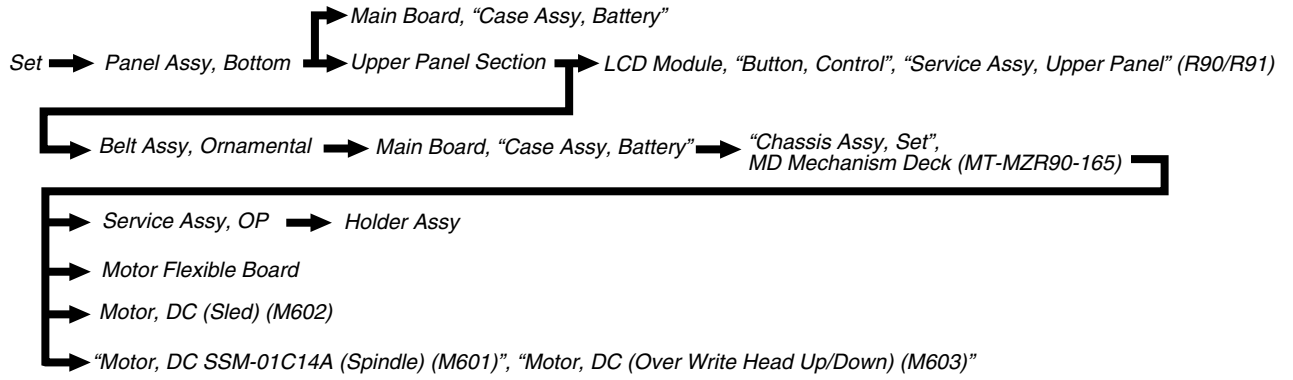 Main Board, “Case Assy, Battery”
Set
Panel Assy, Bottom
Upper Panel Section
LCD Module, “Button, Control”, “Service Assy, Upper Panel” (R90/R91)
Belt Assy, Ornamental
Main Board, “Case Assy, Battery”
“Chassis Assy, Set”,
MD Mechanism Deck (MT-MZR90-165)
Service Assy, OP
Holder Assy
Motor Flexible Board
Motor, DC (Sled) (M602)
“Motor, DC SSM-01C14A (Spindle) (M601)”, “Motor, DC (Over Write Head Up/Down) (M603)”